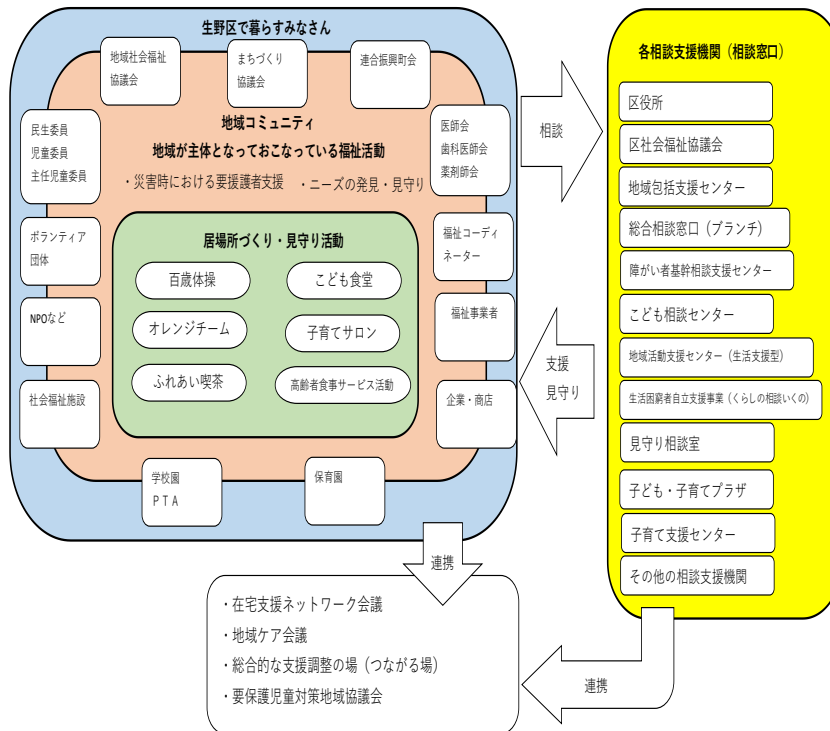 生野区で暮らすみなさん
地域社会福祉
協議会
まちづくり
協議会
連合振興町会
民生委員
児童委員
主任児童委員
地域コミュニティ
地域が主体となっておこなっている福祉活動
・災害時における要援護者支援　・ニーズの発見・見守り
医師会
歯科医師会
薬剤師会
ボランティア
団体
福祉コーディ
ネーター
NPOなど
福祉事業者
社会福祉施設
企業・商店
居場所づくり・見守り活動
百歳体操
こども食堂
オレンジチーム
子育てサロン
ふれあい喫茶
高齢者食事サービス活動
学校園
ＰＴＡ
保育園
相談
支援
見守り
各相談支援機関（相談窓口）
区役所
区社会福祉協議会
地域包括支援センター
総合相談窓口（ブランチ）
障がい者基幹相談支援センター
こども相談センター
地域活動支援センター（生活支援型）
生活困窮者自立支援事業（くらしの相談いくの）
見守り相談室
子ども・子育てプラザ
子育て支援センター
その他の相談支援機関
連携
・在宅支援ネットワーク会議
・地域ケア会議
・総合的な支援調整の場（つながる場）
・要保護児童対策地域協議会
連携